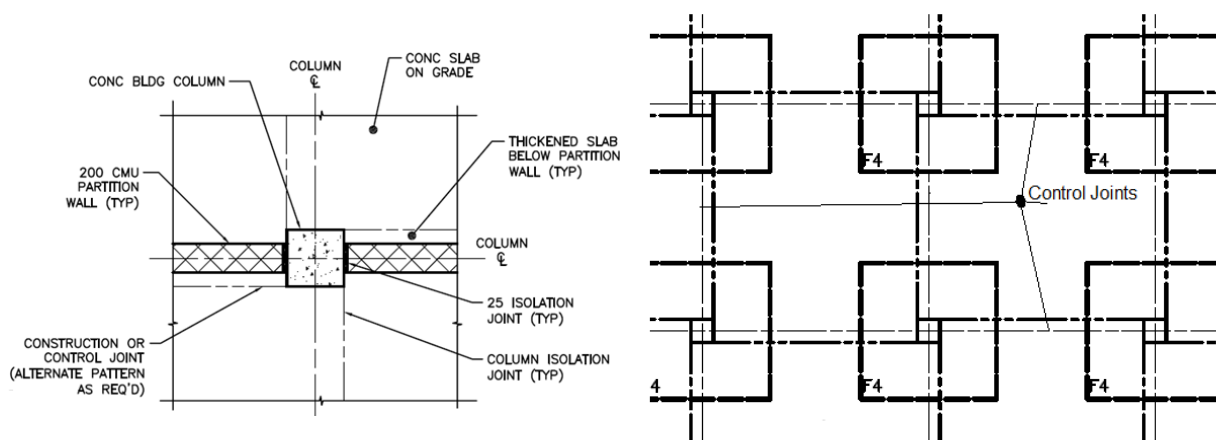 COLUMN
℄
CONC SLAB
ON GRADE
CONC BLDG COLUMN
THICKENED SLAB
BELOW PARTITION
WALL (TYP)
200 CMU
PARTITION
WALL (TYP)
COLUMN
℄
25 ISOLATION
JOINT (TYP)
CONSTRUCTION OR
CONTROL JOINT
(ALTERNATE PATTERN
AS REQ'D)
COLUMN ISOLATION
JOINT (TYP)
F4
F4
Control Joints
4
F4
F4